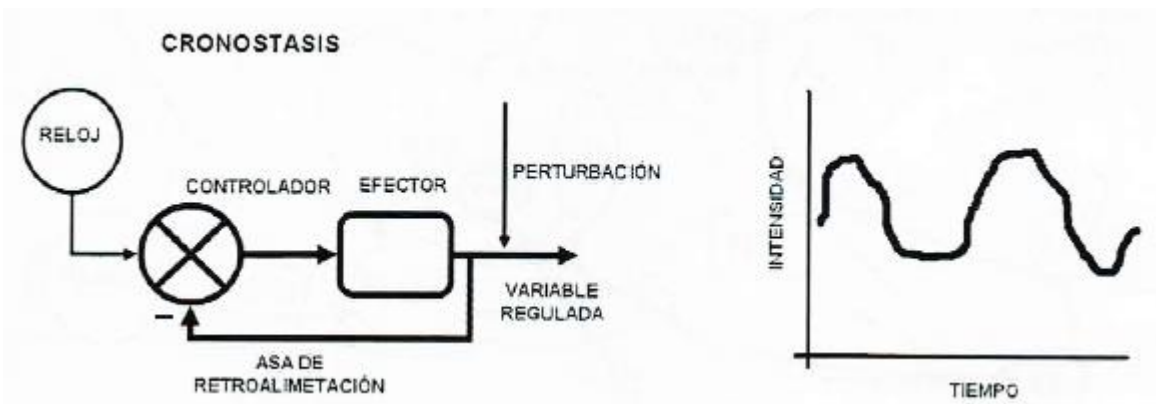 CRONOSTASIS
RELOJ
CONTROLADOR
EFECTOR
PERTURBACIÓN
–
VARIABLE
REGULADA
ASA DE
RETROALIMETACIÓN
INTENSIDAD
TIEMPO